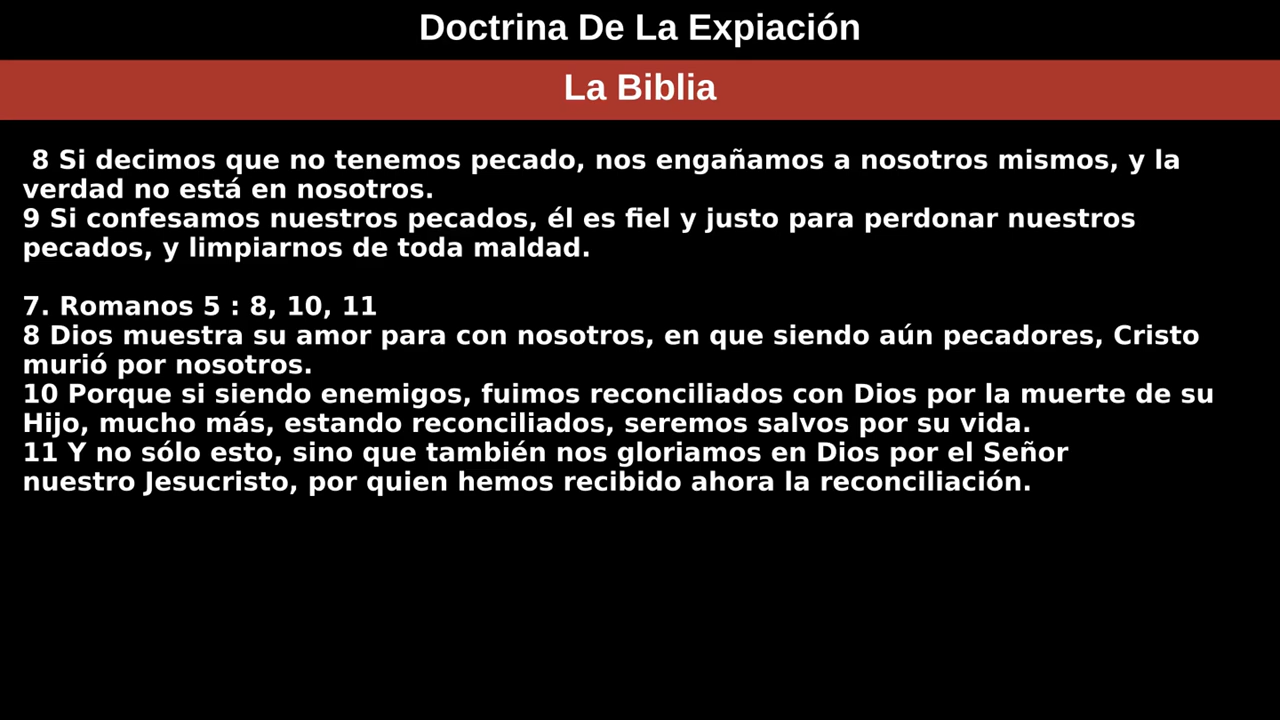 Doctrina De La Expiación
La Biblia
8 Si decimos que no tenemos pecado, nos engañamos a nosotros mismos, y la
verdad no está en nosotros.
9 Si confesamos nuestros pecados, él es fiel y justo para perdonar nuestros
pecados, y limpiarnos de toda maldad.
7. Romanos 5 : 8, 10, 11
8 Dios muestra su amor para con nosotros, en que siendo aún pecadores, Cristo
murió por nosotros.
10 Porque si siendo enemigos, fuimos reconciliados con Dios por la muerte de su
Hijo, mucho más, estando reconciliados, seremos salvos por su vida.
11 Y no sólo esto, sino que también nos gloriamos en Dios por el Señor
nuestro Jesucristo, por quien hemos recibido ahora la reconciliación.